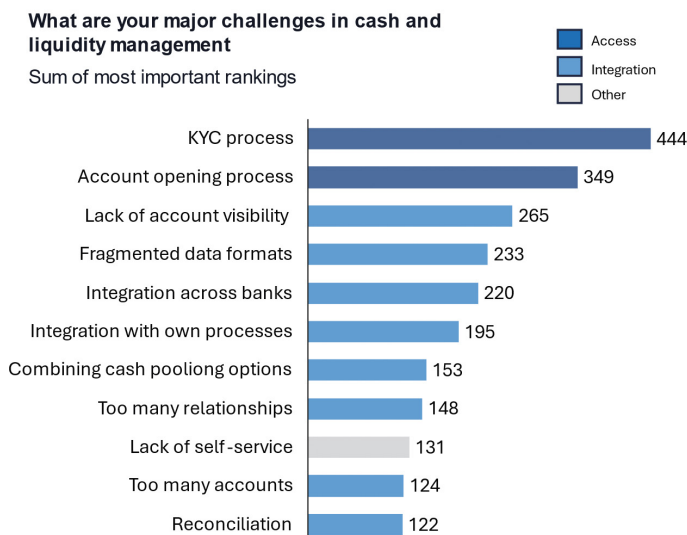 What are your major challenges in cash and
liquidity management
Sum of most important rankings
Access
Integration
Other
KYC process 444
Account opening process 349
Lack of account visibility 265
Fragmented data formats 233
Integration across banks 220
Integration with own processes 195
Combining cash pooliong options 153
Too many relationships 148
Lack of self-service 131
Too many accounts 124
Reconciliation 122